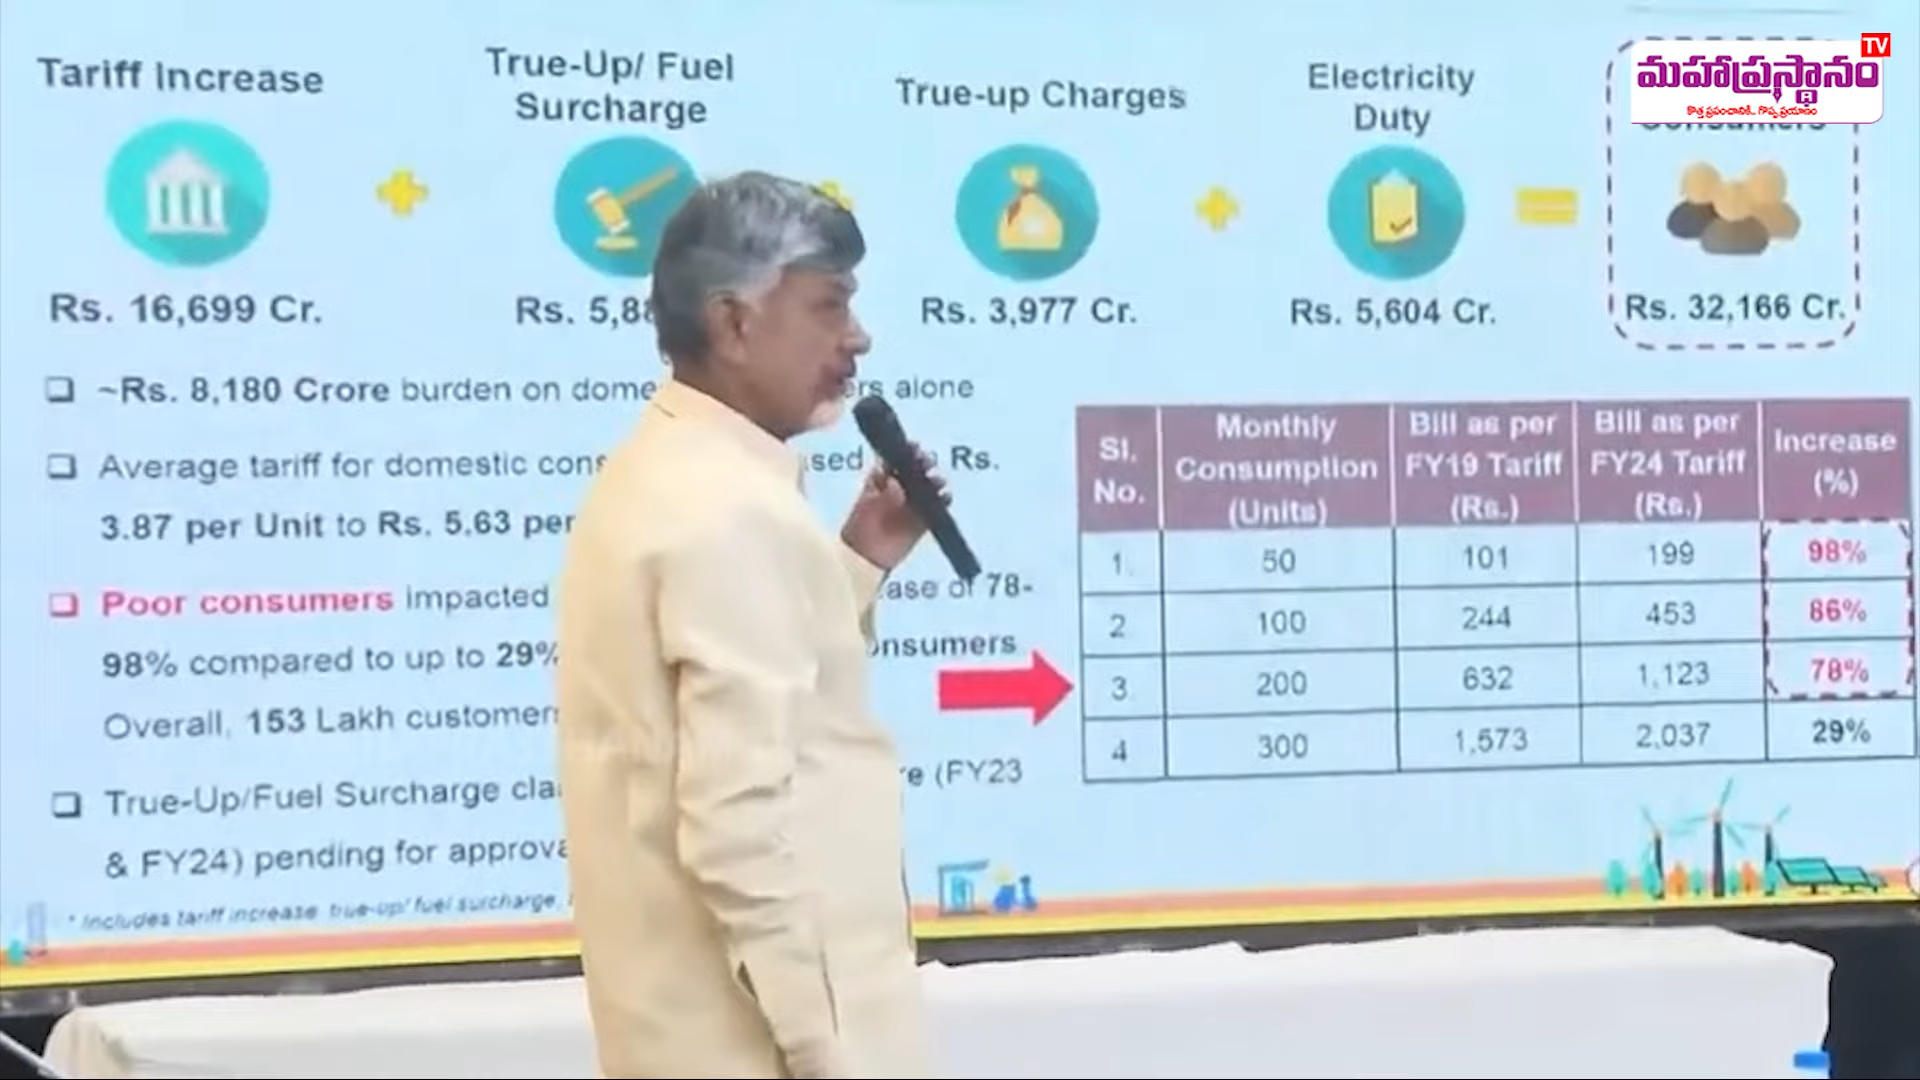 TV
మహాప్రస్థానం
కొత్త ప్రపంచానికి.. గొప్ప ప్రయాణం
Tariff Increase
True-Up/ Fuel
Surcharge
True-up Charges
Electricity
Duty
Consumers
Rs. 16,699 Cr.
Rs. 5,88
Rs. 3,977 Cr.
Rs. 5,604 Cr.
Rs. 32,166 Cr.
~Rs. 8,180 Crore burden on dome ers alone
Average tariff for domestic cons sed Rs.
3.87 per Unit to Rs. 5.63 per
Poor consumers impacted ase of 78-
98% compared to up to 29% onsumers
Overall, 153 Lakh customer
True-Up/Fuel Surcharge cla re (FY23
& FY24) pending for approva
* Includes tariff increase, true-up/ fuel surcharge,
Sl. No. Monthly Consumption (Units) Bill as per FY19 Tariff (Rs.) Bill as per FY24 Tariff (Rs.) Increase (%)
1. 50 101 199 98%
2 100 244 453 86%
3 200 632 1,123 78%
4 300 1,573 2,037 29%